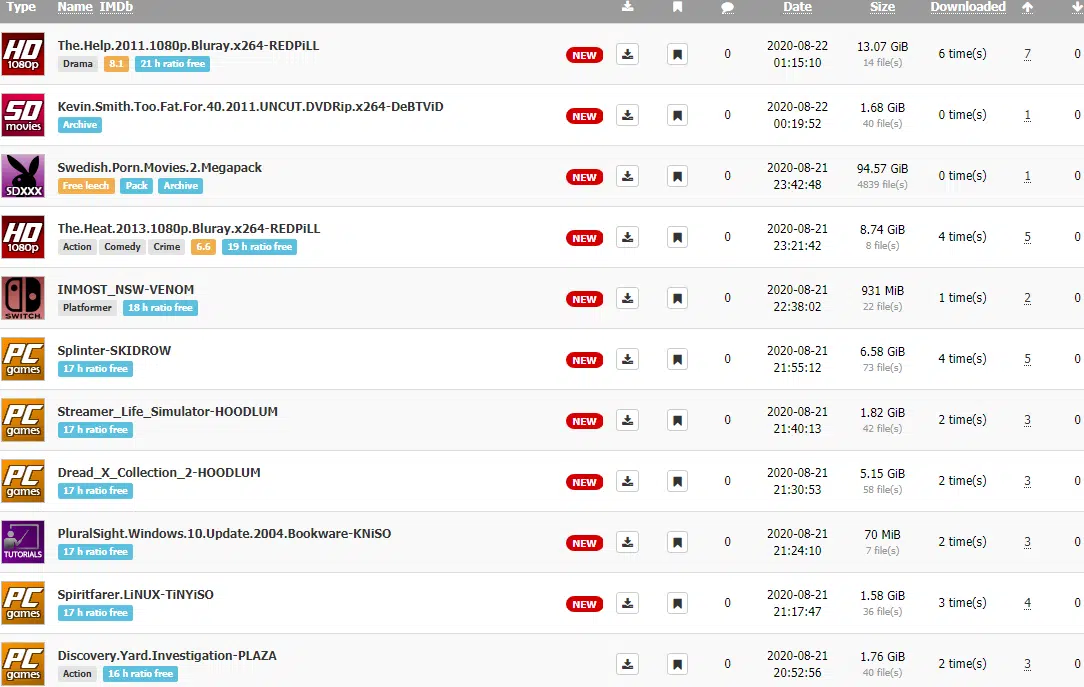 Type Name IMDb Date Size Downloaded
HD 1080p The.Help.2011.1080p.Bluray.x264-REDPiLL NEW 0 2020-08-22 13.07 GiB 6 time(s) 7 0
Drama 8.1 21 h ratio free 01:15:10 14 file(s)
SD movies Kevin.Smith.Too.Fat.For.40.2011.UNCUT.DVDRip.x264-DeBTViD NEW 0 2020-08-22 1.68 GiB 0 time(s) 1 0
Archive 00:19:52 40 file(s)
SDXXX Swedish.Porn.Movies.2.Megapack NEW 0 2020-08-21 94.57 GiB 0 time(s) 1 0
Free leech Pack Archive 23:42:48 4839 file(s)
HD 1080p The.Heat.2013.1080p.Bluray.x264-REDPiLL NEW 0 2020-08-21 8.74 GiB 4 time(s) 5 0
Action Comedy Crime 6.6 19 h ratio free 23:21:42 8 file(s)
SWITCH INMOST_NSW-VENOM NEW 0 2020-08-21 931 MiB 1 time(s) 2 0
Platformer 18 h ratio free 22:38:02 22 file(s)
PC games Splinter-SKIDROW NEW 0 2020-08-21 6.58 GiB 4 time(s) 5 0
17 h ratio free 21:55:12 73 file(s)
PC games Streamer_Life_Simulator-HOODLUM NEW 0 2020-08-21 1.82 GiB 2 time(s) 3 0
17 h ratio free 21:40:13 42 file(s)
PC games Dread_X_Collection_2-HOODLUM NEW 0 2020-08-21 5.15 GiB 2 time(s) 3 0
17 h ratio free 21:30:53 58 file(s)
TUTORIALS PluralSight.Windows.10.Update.2004.Bookware-KNiSO NEW 0 2020-08-21 70 MiB 2 time(s) 3 0
17 h ratio free 21:24:10 7 file(s)
PC games Spiritfarer.LiNUX-TiNYiSO NEW 0 2020-08-21 1.58 GiB 3 time(s) 4 0
17 h ratio free 21:17:47 36 file(s)
PC games Discovery.Yard.Investigation-PLAZA 0 2020-08-21 1.76 GiB 2 time(s) 3 0
Action 16 h ratio free 20:52:56 40 file(s)